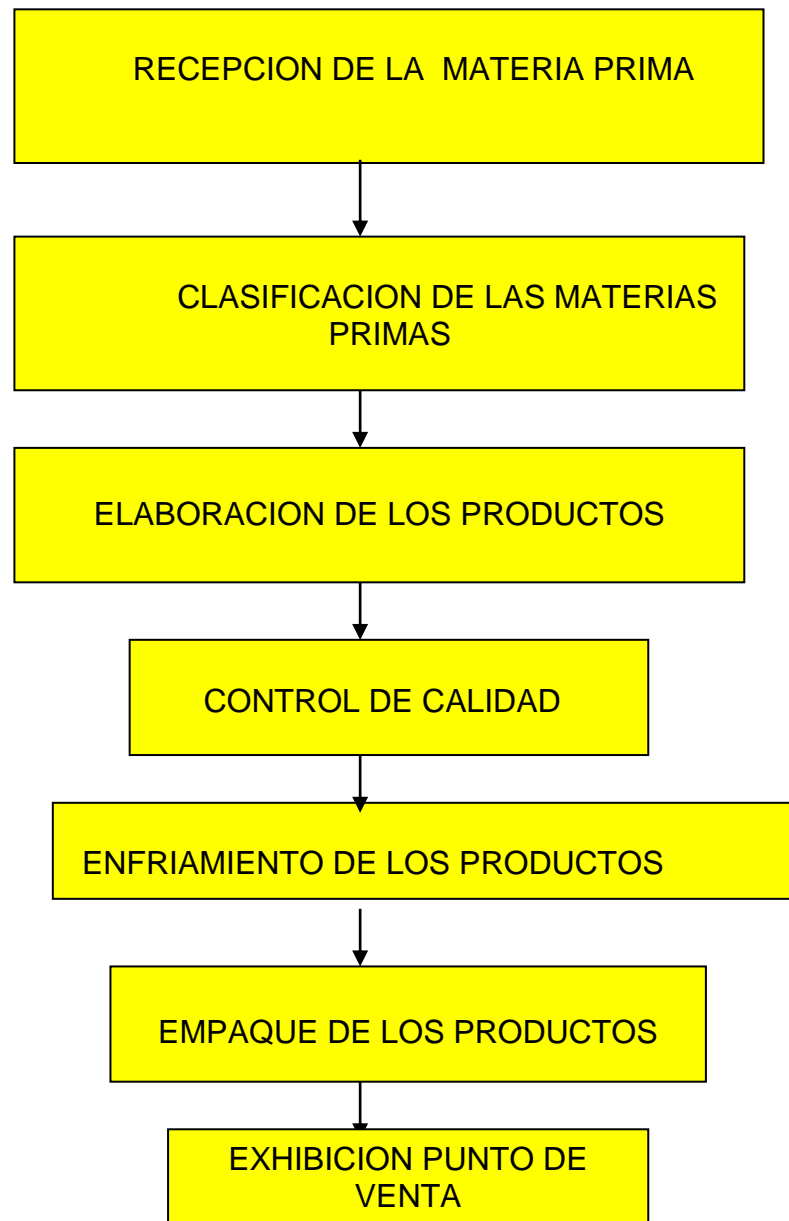 RECEPCION DE LA MATERIA PRIMA
CLASIFICACION DE LAS MATERIAS
PRIMAS
ELABORACION DE LOS PRODUCTOS
CONTROL DE CALIDAD
ENFRIAMIENTO DE LOS PRODUCTOS
EMPAQUE DE LOS PRODUCTOS
EXHIBICION PUNTO DE
VENTA